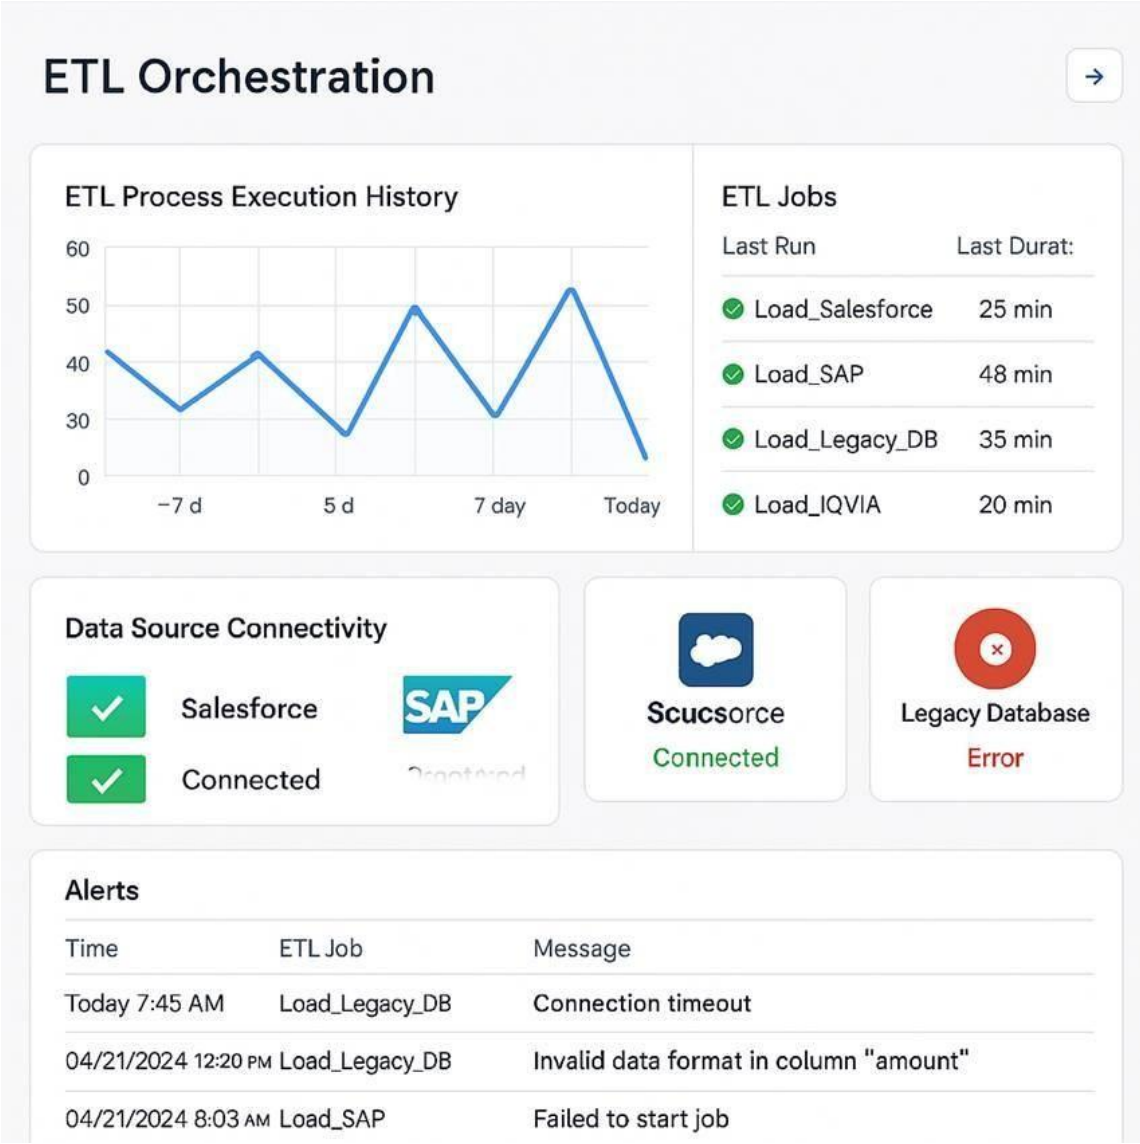 ETL Orchestration
ETL Process Execution History
60
50
40
30
0
−7 d 5 d 7 day Today
ETL Jobs
Last Run Last Durat:
Load_Salesforce 25 min
Load_SAP 48 min
Load_Legacy_DB 35 min
Load_IQVIA 20 min
Data Source Connectivity
Salesforce
Connected
SAP
Scucsorce
Connected
Legacy Database
Error
Alerts
Time ETL Job Message
Today 7:45 AM Load_Legacy_DB Connection timeout
04/21/2024 12:20 PM Load_Legacy_DB Invalid data format in column "amount"
04/21/2024 8:03 AM Load_SAP Failed to start job